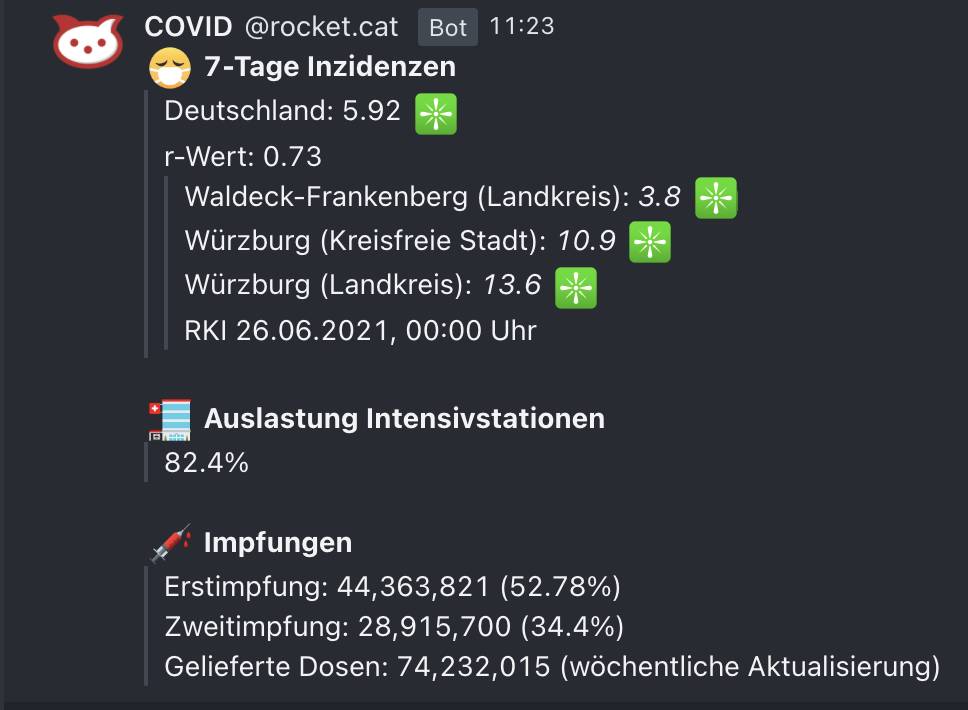 COVID @rocket.cat Bot 11:23
7-Tage Inzidenzen
Deutschland: 5.92
r-Wert: 0.73
Waldeck-Frankenberg (Landkreis): 3.8
Würzburg (Kreisfreie Stadt): 10.9
Würzburg (Landkreis): 13.6
RKI 26.06.2021, 00:00 Uhr
Auslastung Intensivstationen
82.4%
Impfungen
Erstimpfung: 44,363,821 (52.78%)
Zweitimpfung: 28,915,700 (34.4%)
Gelieferte Dosen: 74,232,015 (wöchentliche Aktualisierung)